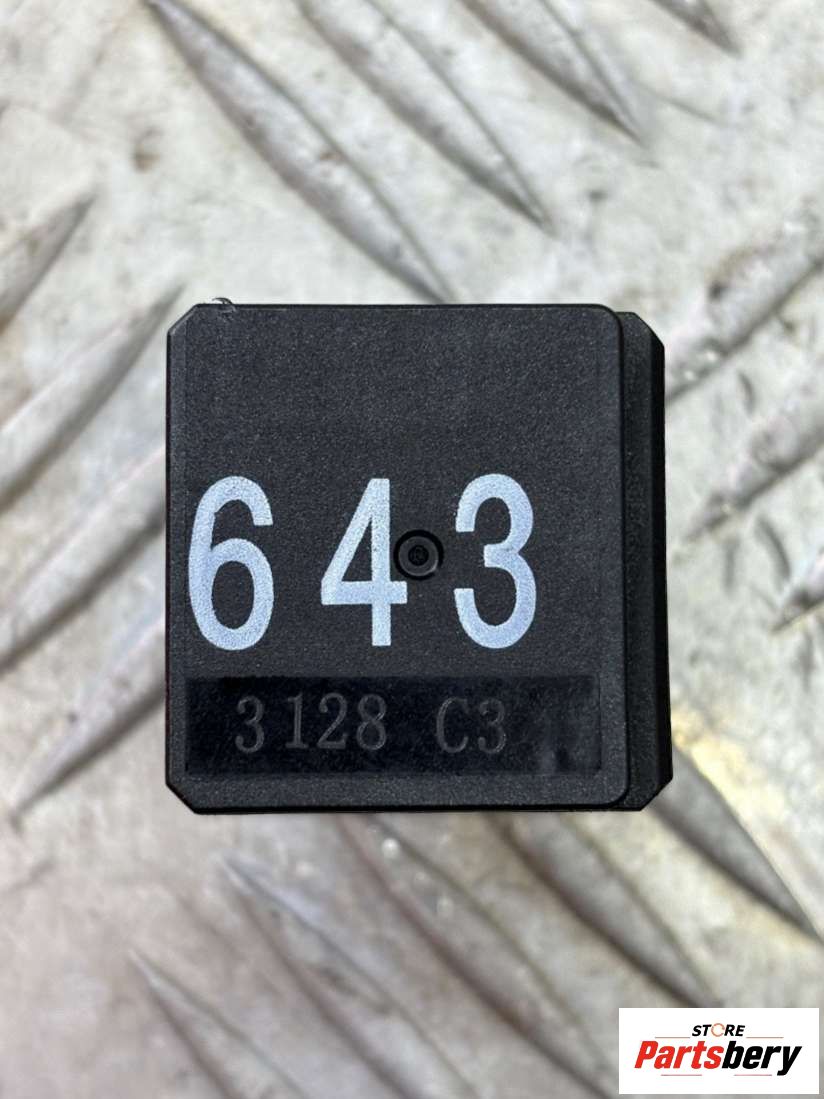 643
3128 C3
STORE
Partsbery